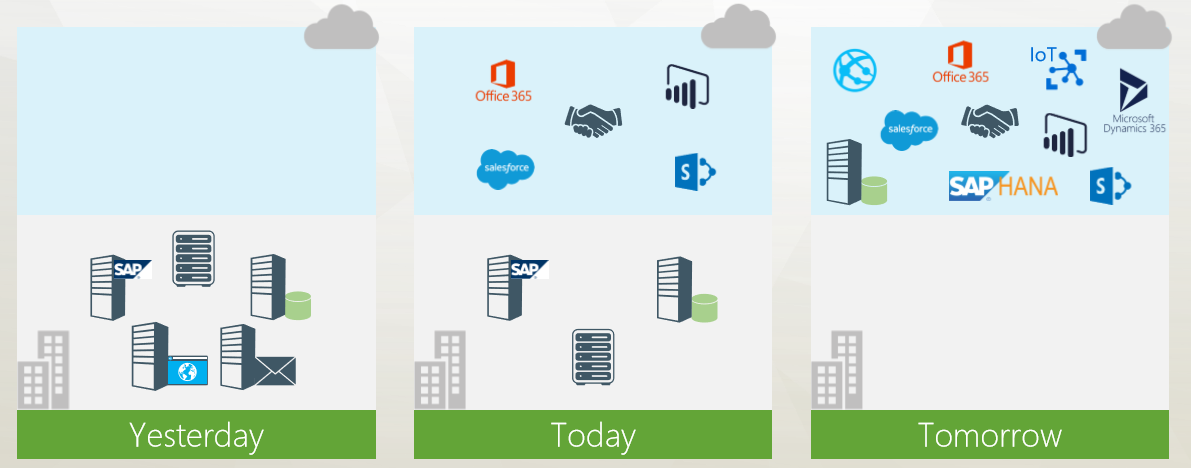 SAP
Yesterday
Office 365
salesforce
S
SAP
Today
Office 365
IoT
Microsoft
Dynamics 365
salesforce
SAP HANA
S
Tomorrow